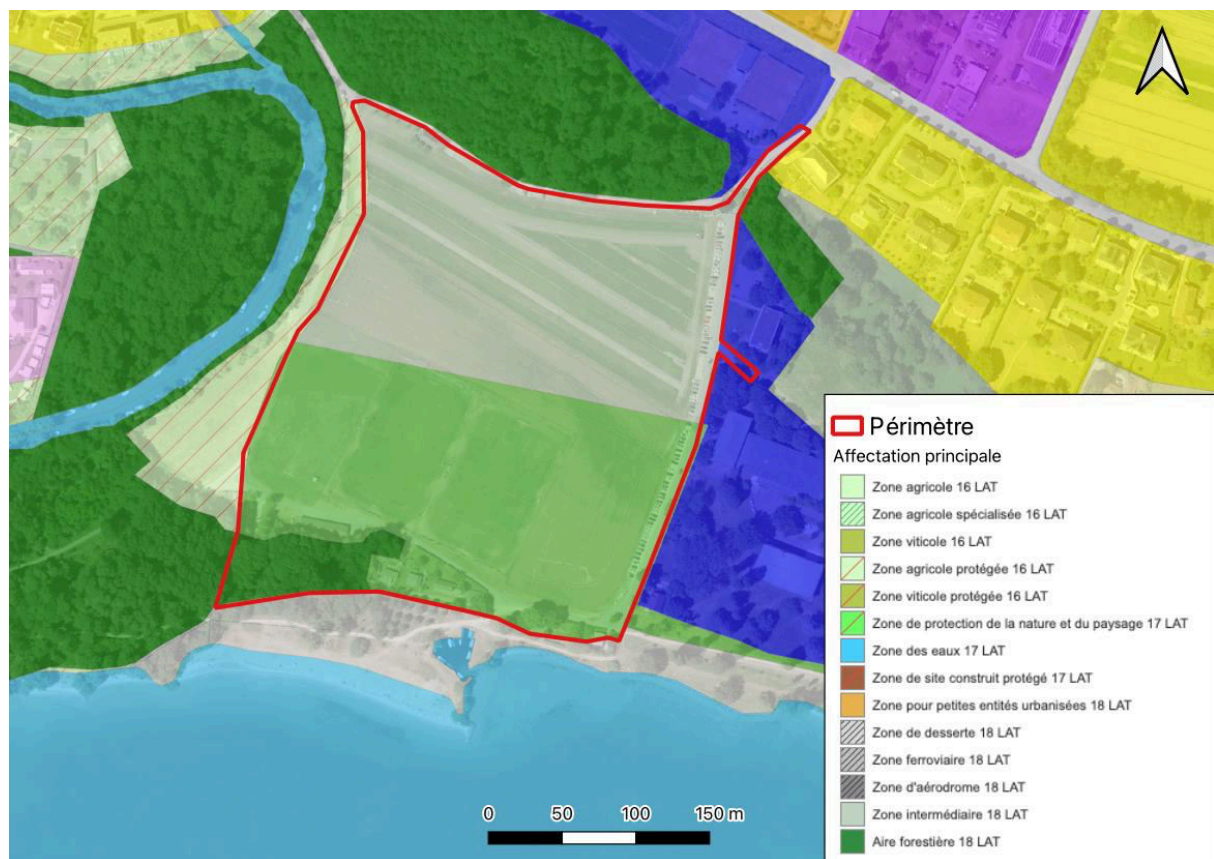 0 50 100 150 m
Périmètre
Affectation principale
Zone agricole 16 LAT
Zone agricole spécialisée 16 LAT
Zone viticole 16 LAT
Zone agricole protégée 16 LAT
Zone viticole protégée 16 LAT
Zone de protection de la nature et du paysage 17 LAT
Zone des eaux 17 LAT
Zone de site construit protégé 17 LAT
Zone pour petites entités urbanisées 18 LAT
Zone de desserte 18 LAT
Zone ferroviaire 18 LAT
Zone d'aérodrome 18 LAT
Zone intermédiaire 18 LAT
Aire forestière 18 LAT